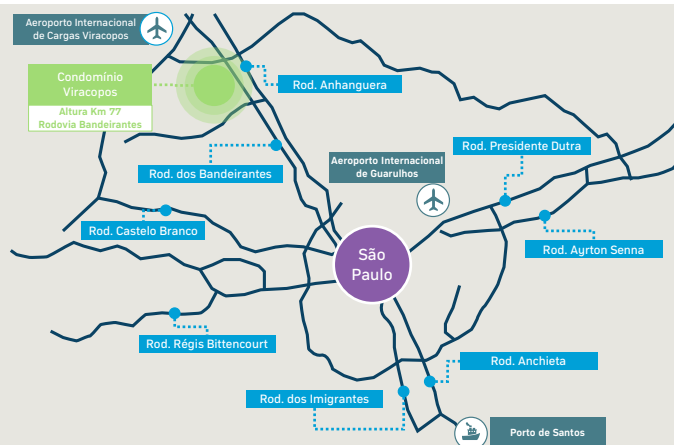 Aeroporto Internacional
de Cargas Viracopos
Condomínio
Viracopos
Altura Km 77
Rodovia Bandeirantes
Rod. Anhanguera
Rod. dos Bandeirantes
Aeroporto Internacional
de Guarulhos
Rod. Presidente Dutra
Rod. Castelo Branco
São
Paulo
Rod. Ayrton Senna
Rod. Régis Bittencourt
Rod. Anchieta
Rod. dos Imigrantes
Porto de Santos